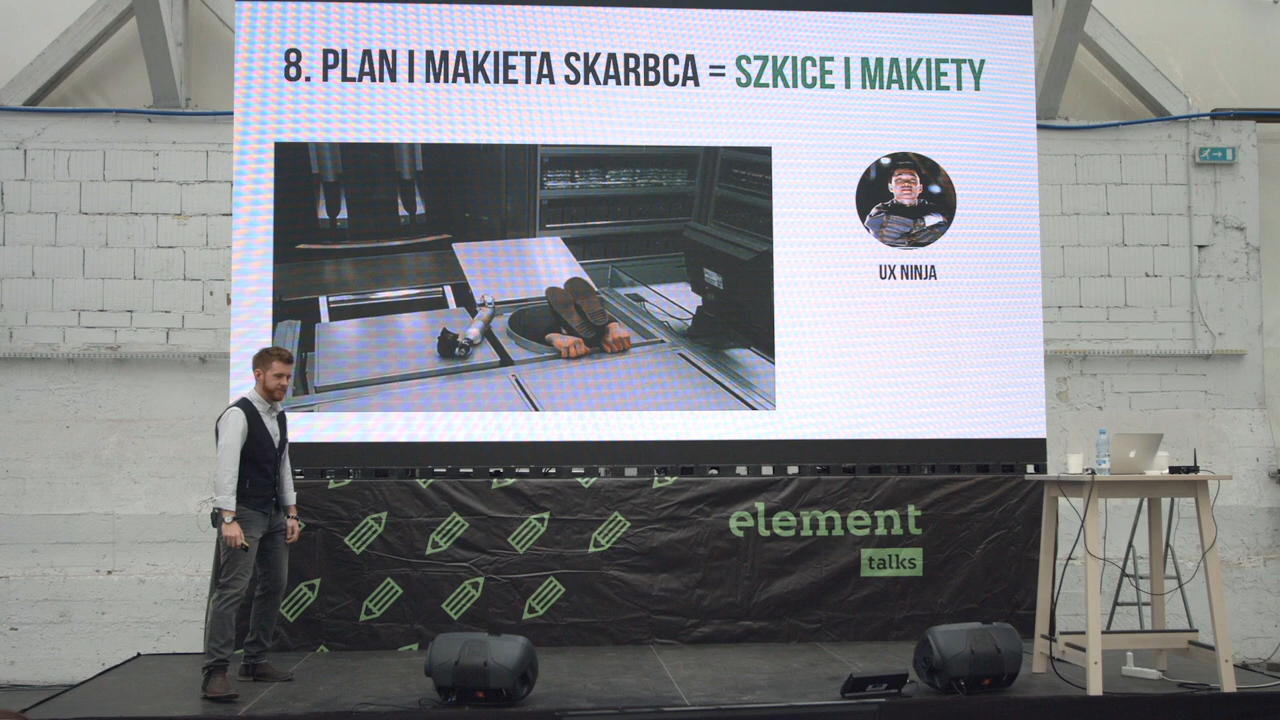 8. PLAN I MAKIETA SKARBCA = SZKICE I MAKIETY
UX NINJA
element
talks